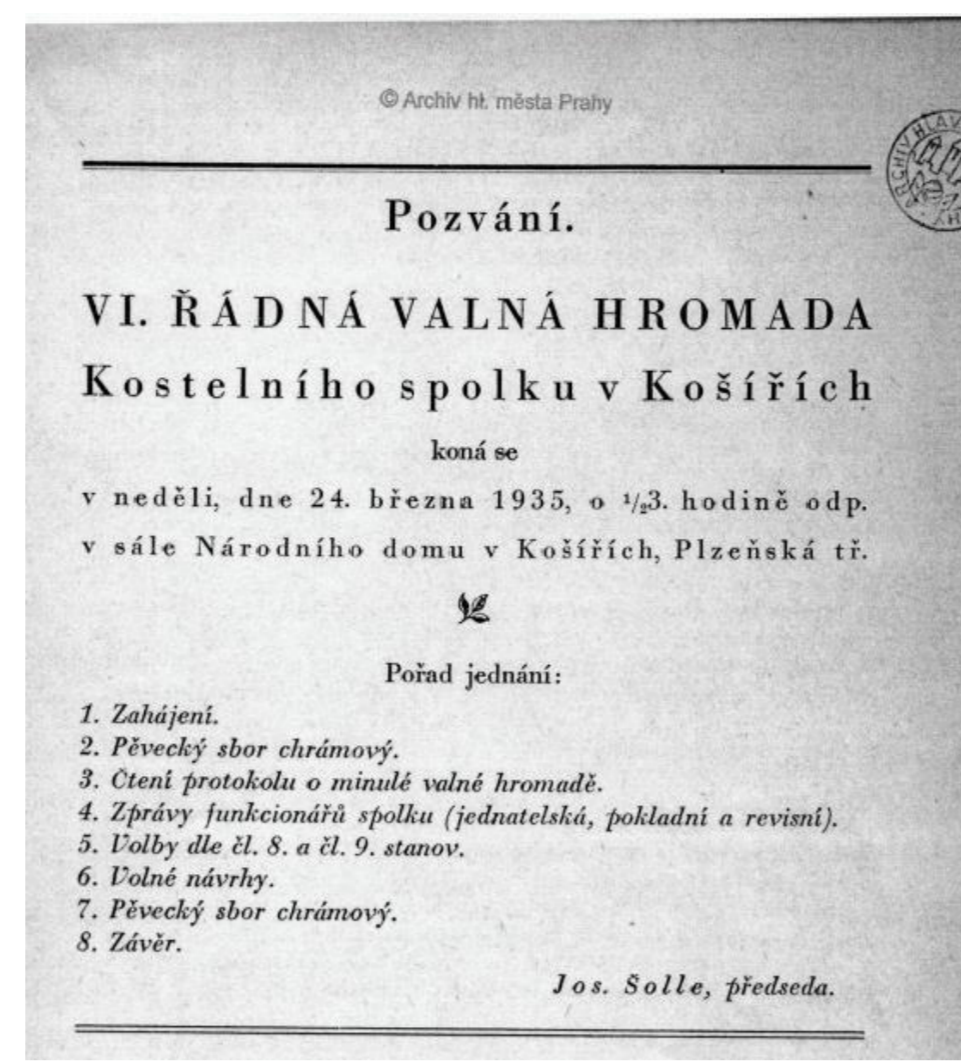 © Archiv hl. města Prahy
ARCHIV HLAV
HY
Pozvání.
VI. ŘÁDNÁ VALNÁ HROMADA
Kostelního spolku v Košířích
koná se
v neděli, dne 24. března 1935, o 1/23. hodině odp.
v sále Národního domu v Košířích, Plzeňská tř.
Pořad jednání:
1. Zahájení.
2. Pěvecký sbor chrámový.
3. Čtení protokolu o minulé valné hromadě.
4. Zprávy funkcionářů spolku (jednatelská, pokladní a revisní).
5. Volby dle čl. 8. a čl. 9. stanov.
6. Volné návrhy.
7. Pěvecký sbor chrámový.
8. Závěr.
Jos. Šolle, předseda.